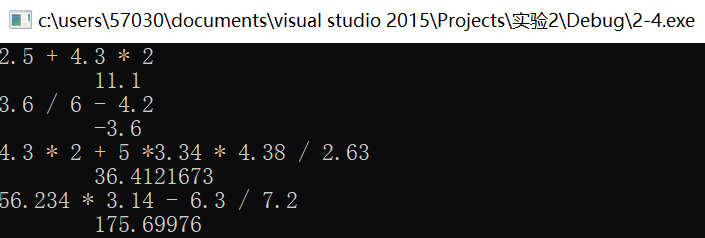 c:\users\57030\documents\visual studio 2015\Projects\实验2\Debug\2-4.exe
2.5 + 4.3 * 2
11.1
3.6 / 6 - 4.2
-3.6
4.3 * 2 + 5 *3.34 * 4.38 / 2.63
36.4121673
56.234 * 3.14 - 6.3 / 7.2
175.69976